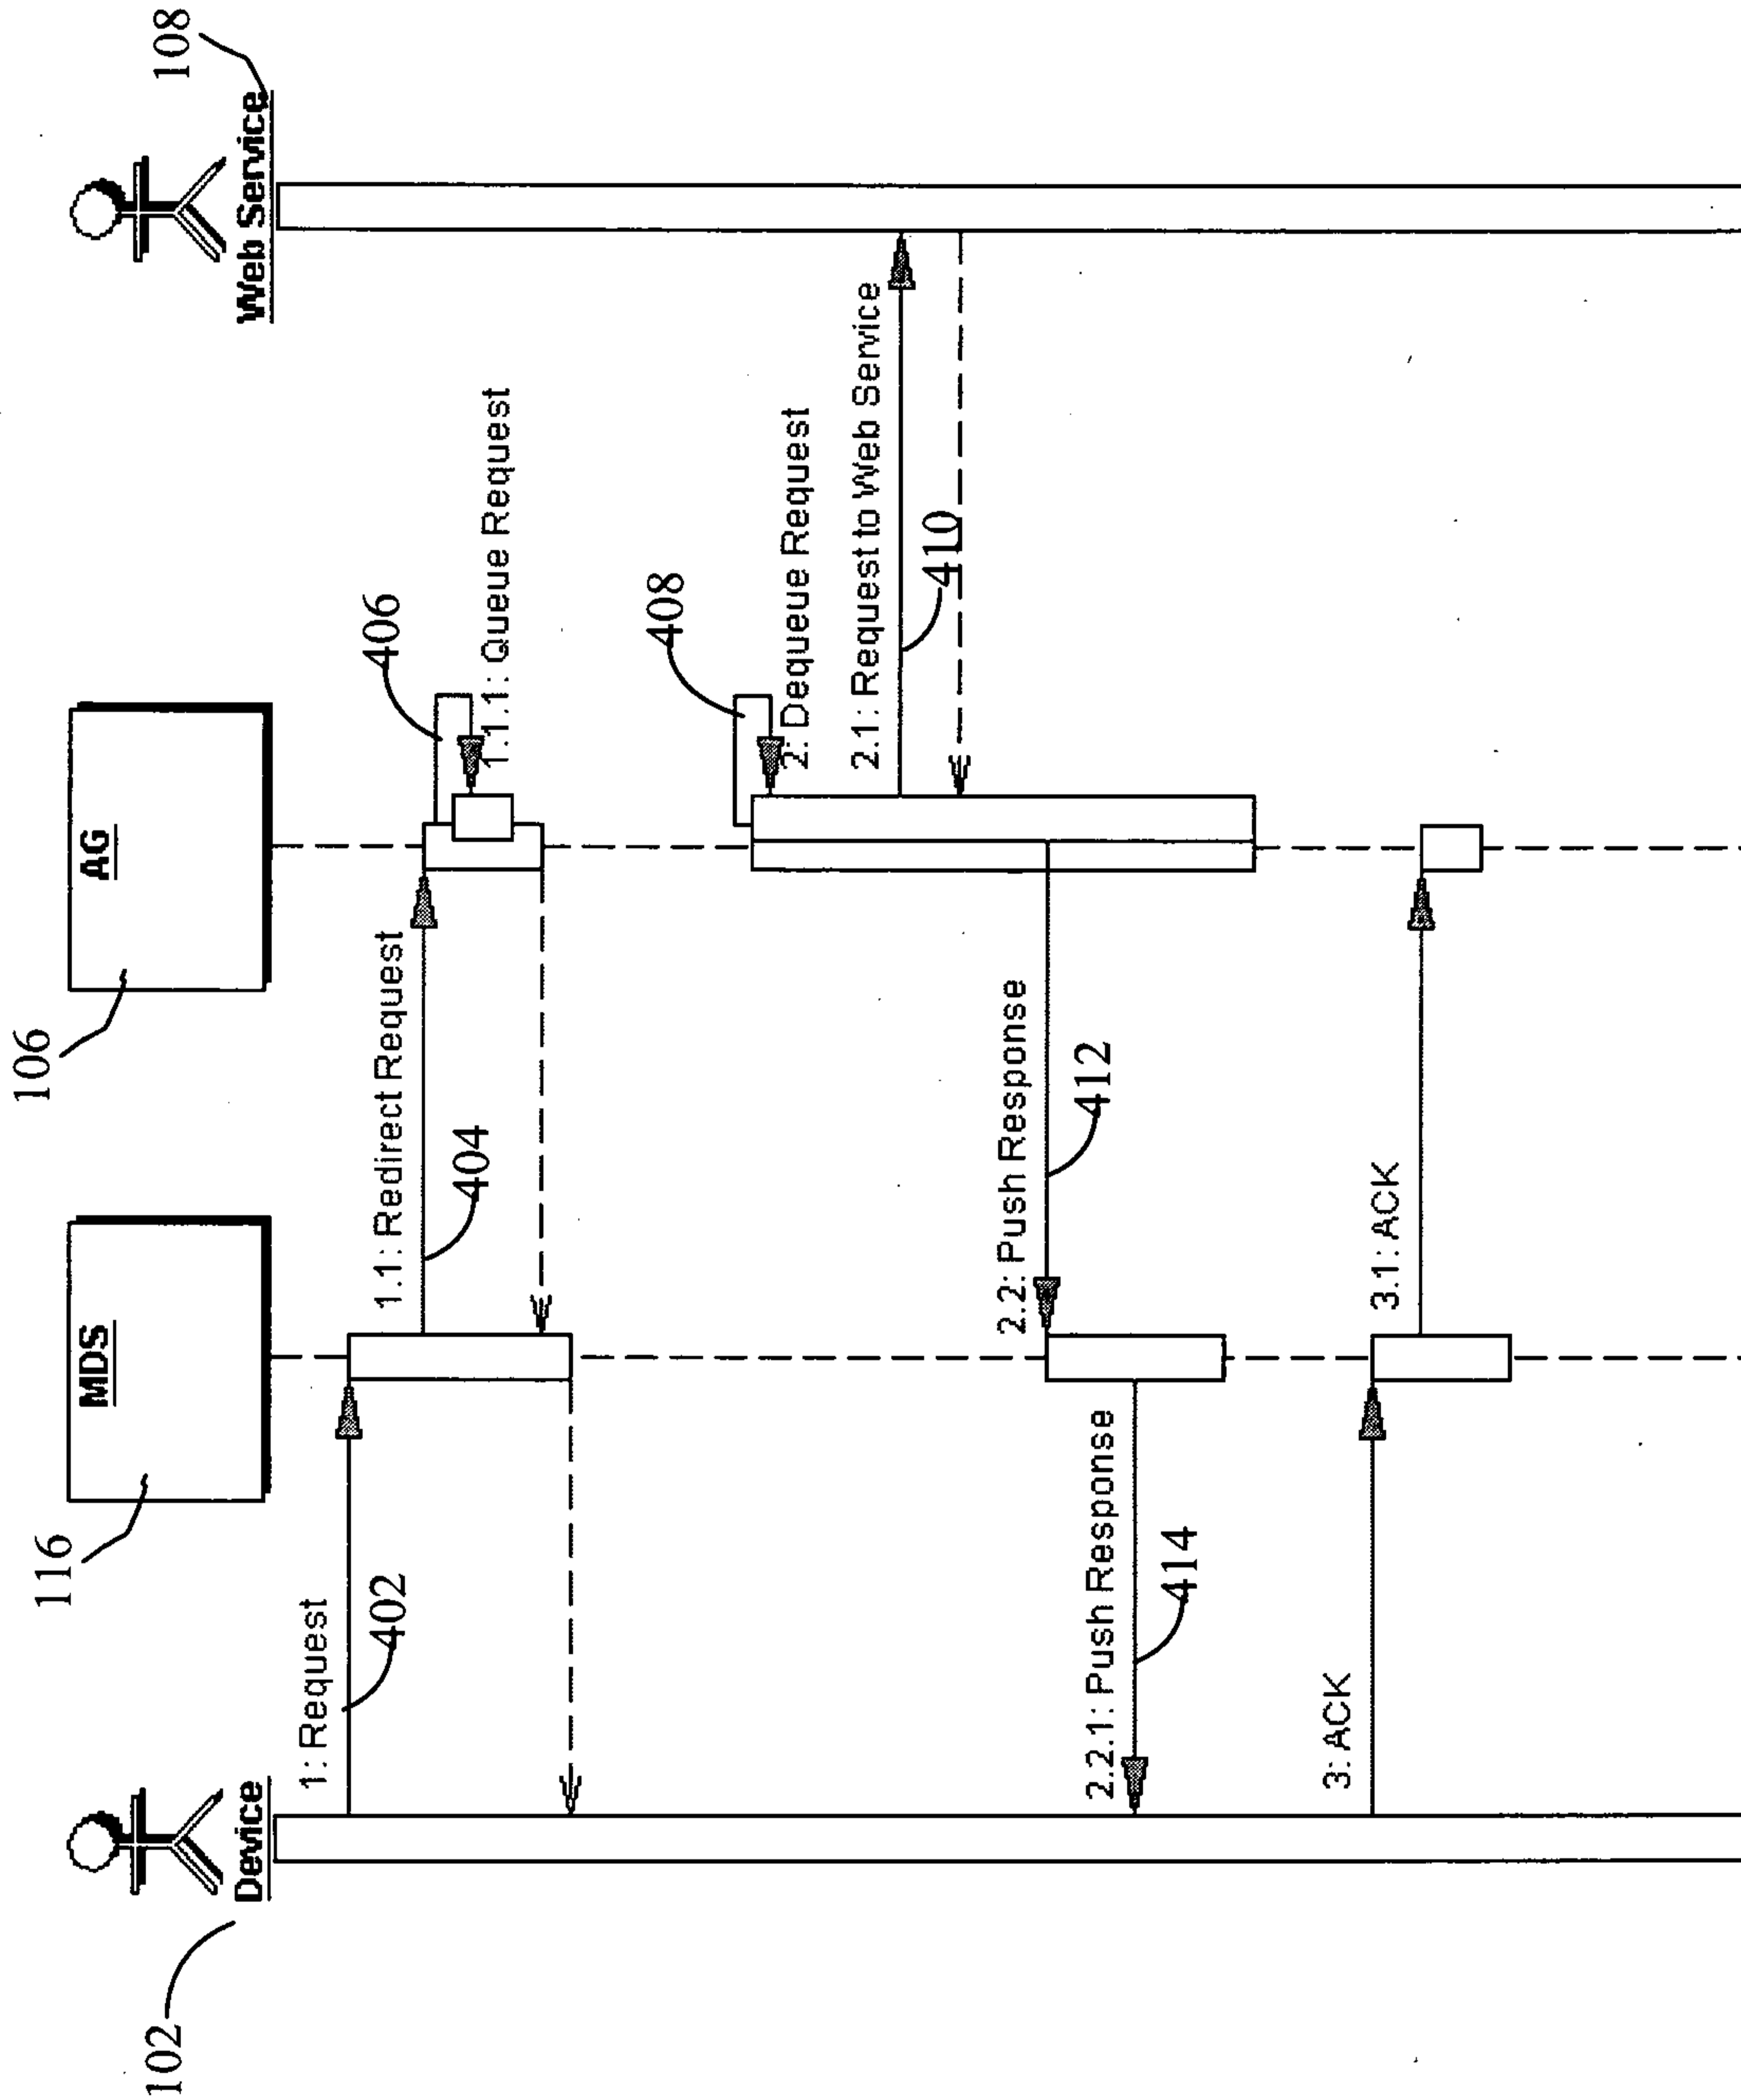 102
Device
116
MDS
106
AG
108
Web Service
1: Request
402
1.1: Redirect Request
404
406
1.1.1: Queue Request
408
2: Dequeue Request
2.1: Request to Web Service
410
2.2: Push Response
412
2.2.1: Push Response
414
3: ACK
3.1: ACK